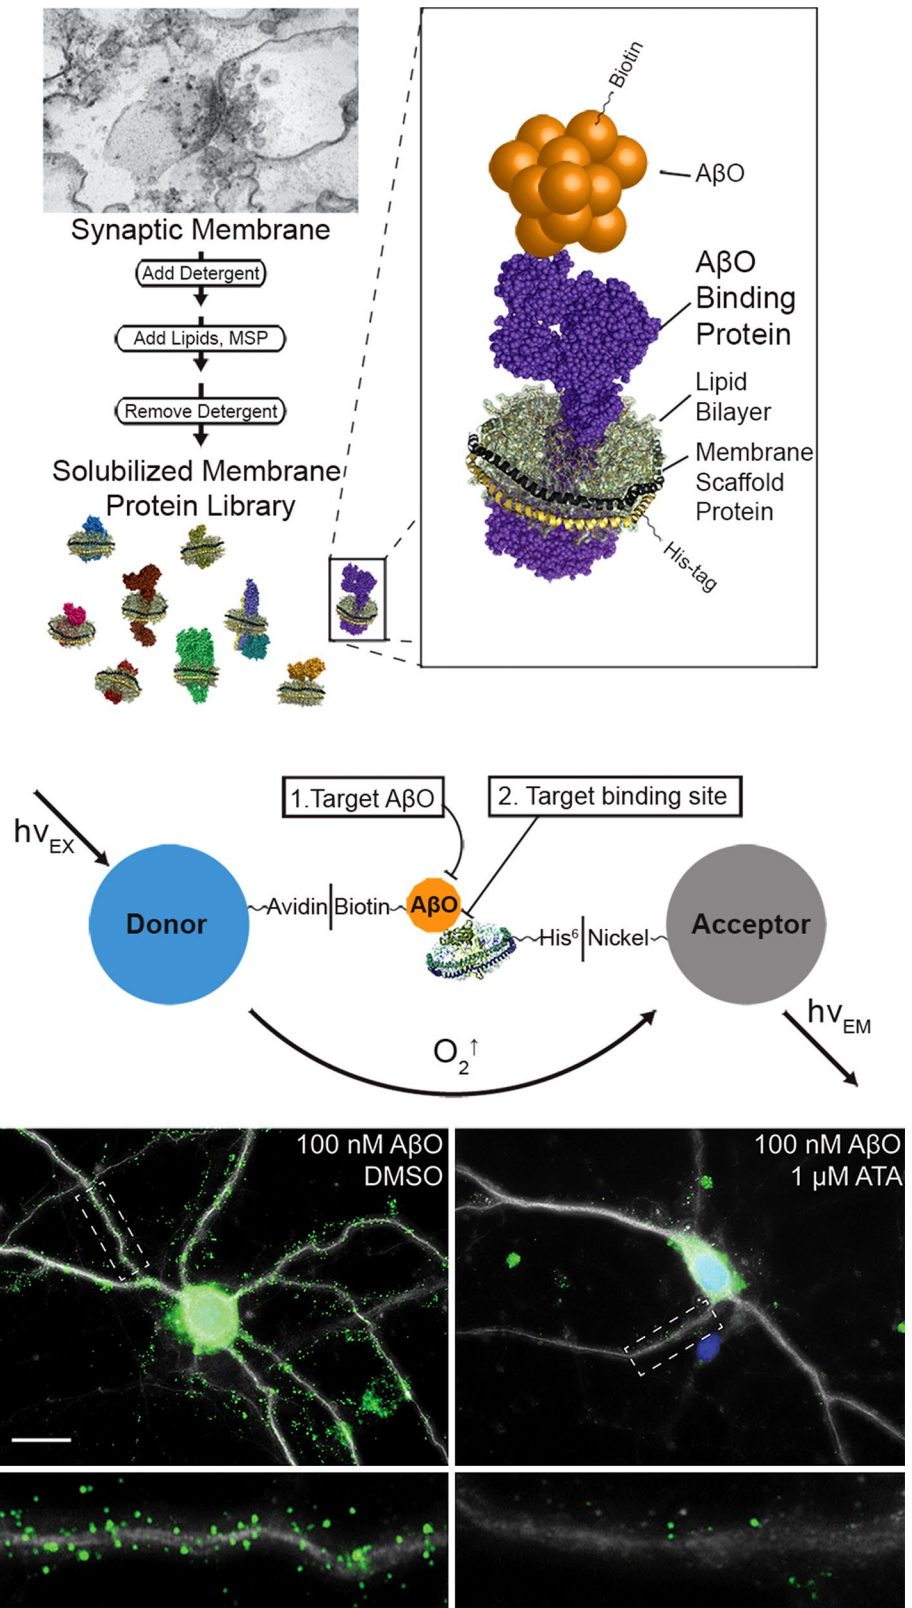 Synaptic Membrane
Add Detergent
Add Lipids, MSP
Remove Detergent
Solubilized Membrane
Protein Library
Biotin
AβO
AβO
Binding
Protein
Lipid
Bilayer
Membrane
Scaffold
Protein
His-tag
1.Target AβO
2. Target binding site
hνEX
Donor
Avidin|Biotin
AβO
His⁶|Nickel
Acceptor
O₂↑
hνEM
100 nM AβO
DMSO
100 nM AβO
1 µM ATA